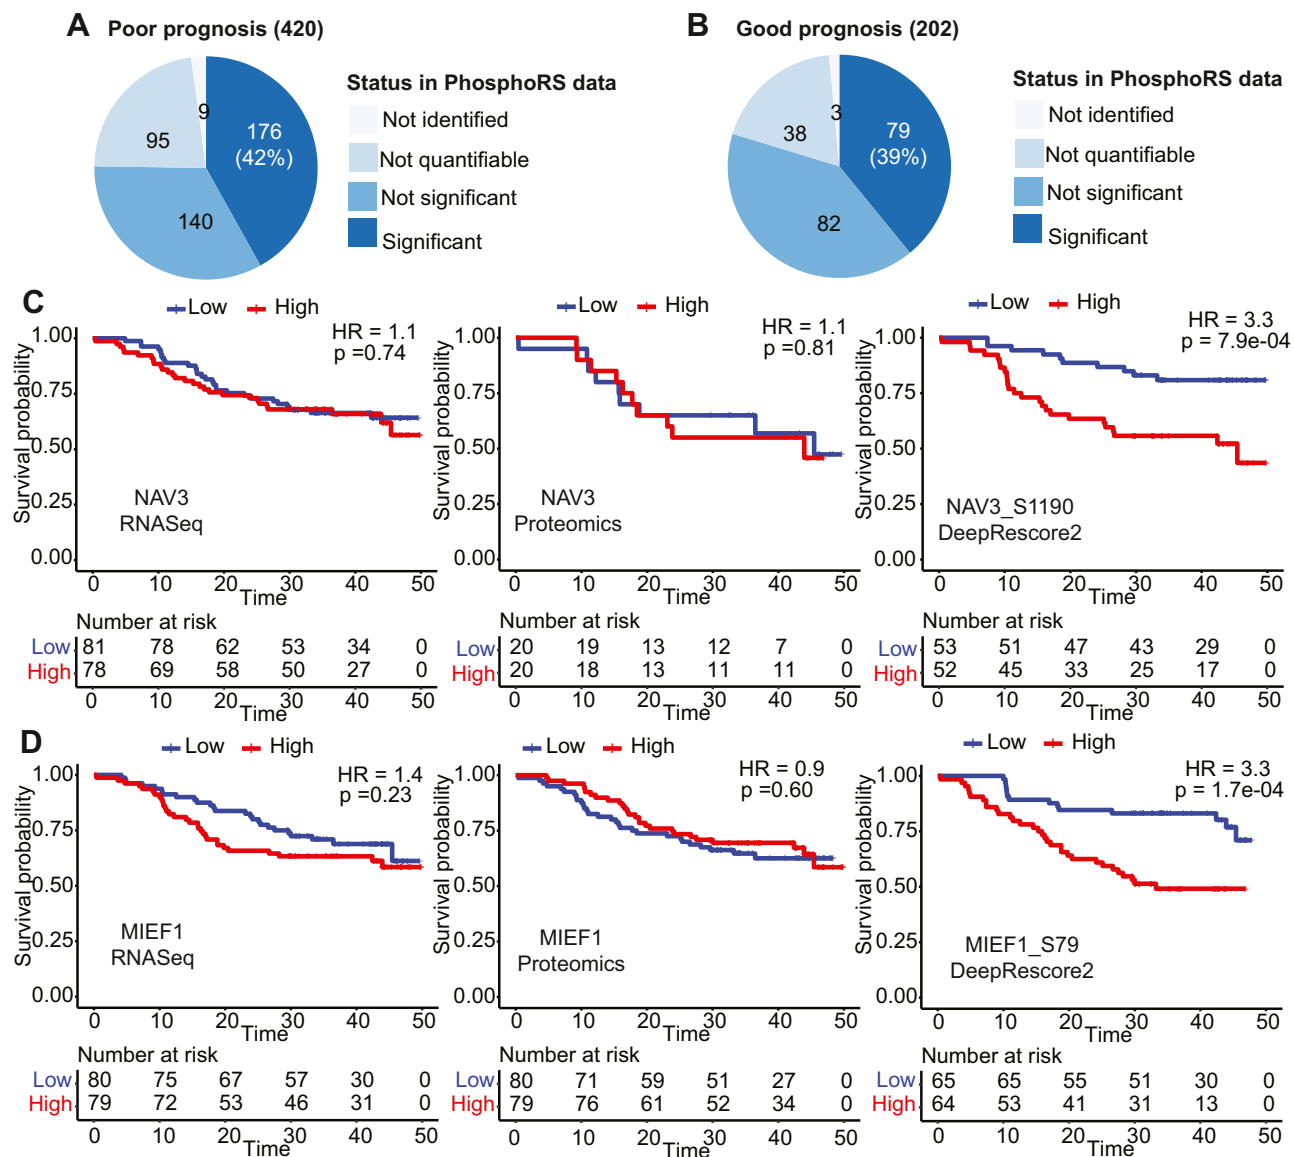 A Poor prognosis (420)
9
176
(42%)
95
140
Status in PhosphoRS data
Not identified
Not quantifiable
Not significant
Significant
B Good prognosis (202)
3
79
(39%)
38
82
Status in PhosphoRS data
Not identified
Not quantifiable
Not significant
Significant
C
Low High
HR = 1.1
p =0.74
Survival probability
1.00
0.75
0.50
0.25
0.00
NAV3
RNASeq
0 10 20 30 40 50
Time
Number at risk
Low 81 78 62 53 34 0
High 78 69 58 50 27 0
0 10 20 30 40 50
Time
Low High
HR = 1.1
p =0.81
Survival probability
1.00
0.75
0.50
0.25
0.00
NAV3
Proteomics
0 10 20 30 40 50
Time
Number at risk
Low 20 19 13 12 7 0
High 20 18 13 11 11 0
0 10 20 30 40 50
Time
Low High
HR = 3.3
p = 7.9e-04
Survival probability
1.00
0.75
0.50
0.25
0.00
NAV3_S1190
DeepRescore2
0 10 20 30 40 50
Time
Number at risk
Low 53 51 47 43 29 0
High 52 45 33 25 17 0
0 10 20 30 40 50
Time
D
Low High
HR = 1.4
p =0.23
Survival probability
1.00
0.75
0.50
0.25
0.00
MIEF1
RNASeq
0 10 20 30 40 50
Time
Number at risk
Low 80 75 67 57 30 0
High 79 72 53 46 31 0
0 10 20 30 40 50
Time
Low High
HR = 0.9
p =0.60
Survival probability
1.00
0.75
0.50
0.25
0.00
MIEF1
Proteomics
0 10 20 30 40 50
Time
Number at risk
Low 80 71 59 51 27 0
High 79 76 61 52 34 0
0 10 20 30 40 50
Time
Low High
HR = 3.3
p = 1.7e-04
Survival probability
1.00
0.75
0.50
0.25
0.00
MIEF1_S79
DeepRescore2
0 10 20 30 40 50
Time
Number at risk
Low 65 65 55 51 30 0
High 64 53 41 31 13 0
0 10 20 30 40 50
Time